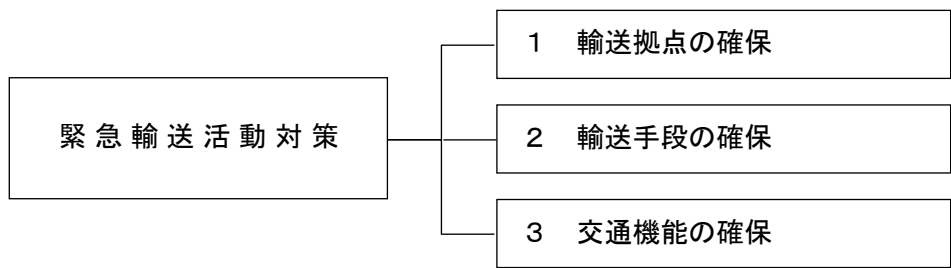 緊急輸送活動対策
１　輸送拠点の確保
２　輸送手段の確保
３　交通機能の確保